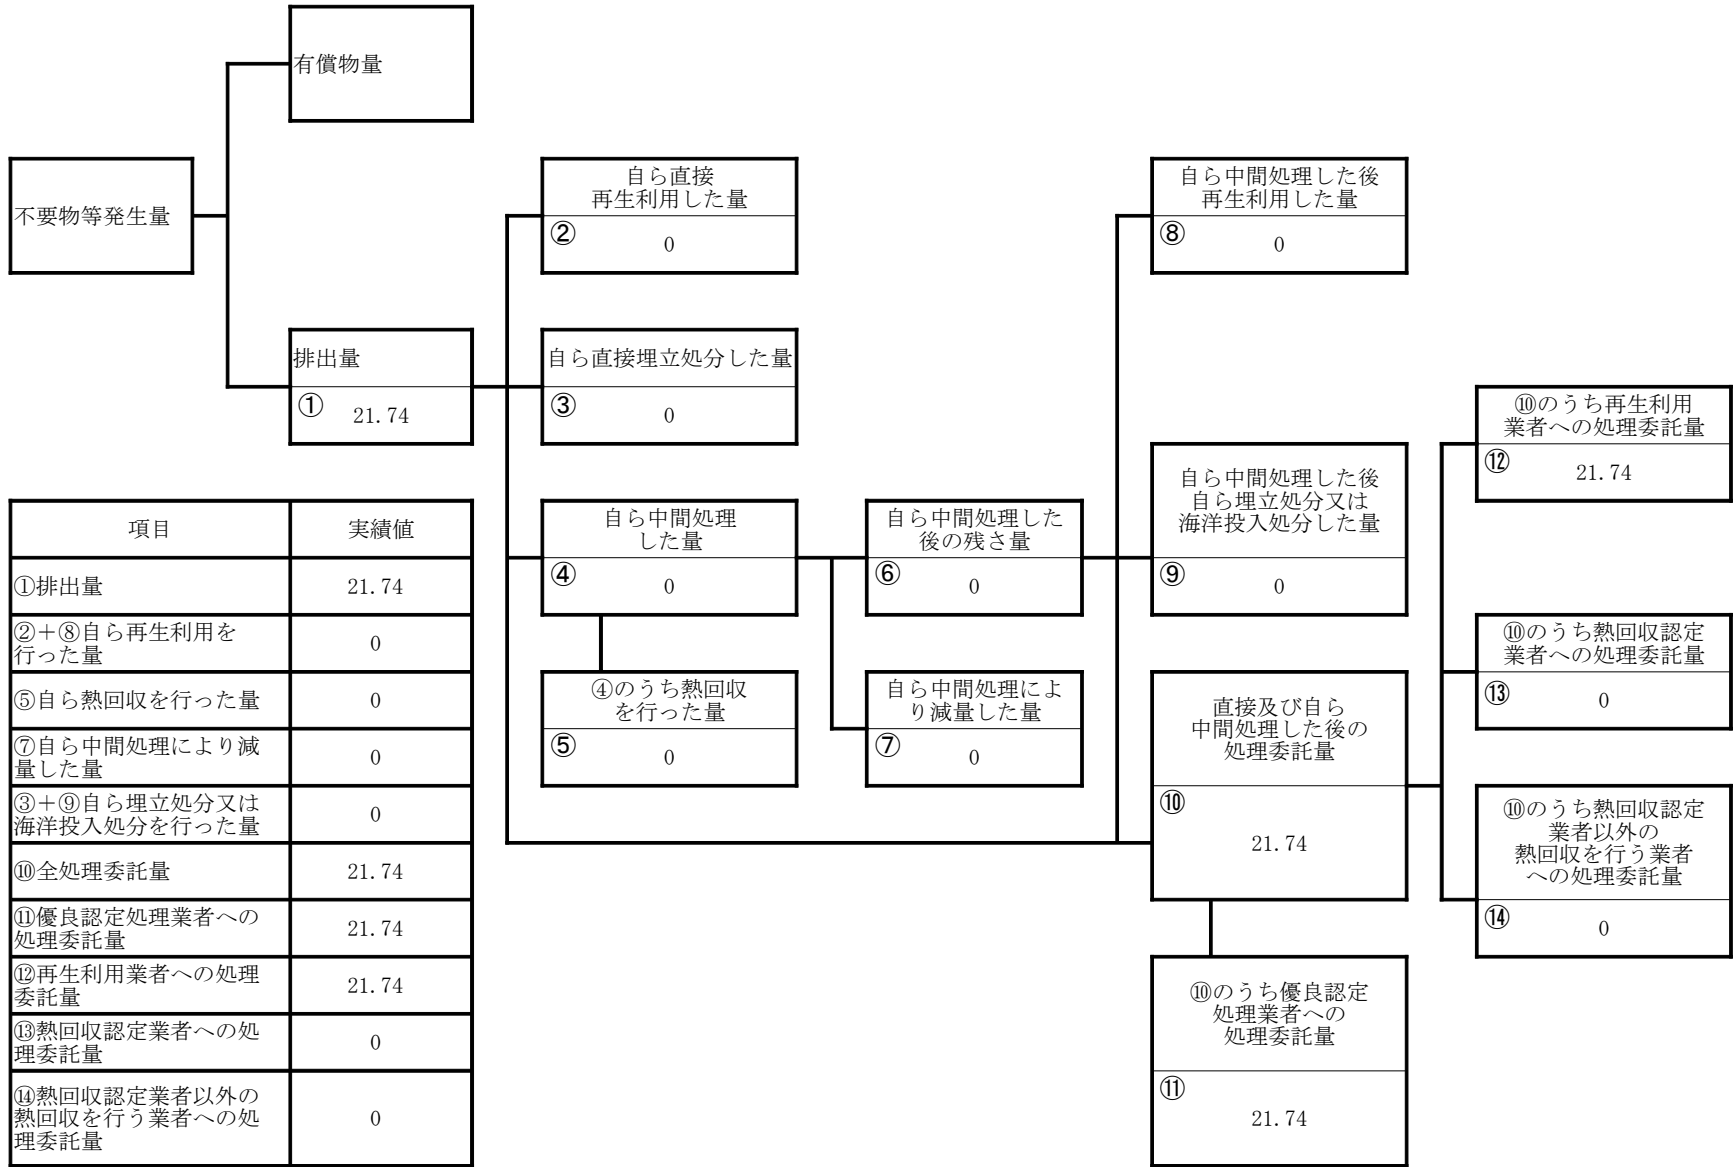 有償物量
不要物等発生量
自ら直接
再生利用した量
②
0
自ら中間処理した後
再生利用した量
⑧
0
排出量
①
21.74
自ら直接埋立処分した量
③
0
⑩のうち再生利用
業者への処理委託量
⑫
21.74
自ら中間処理
した量
④
0
自ら中間処理した
後の残さ量
⑥
0
自ら中間処理した後
自ら埋立処分又は
海洋投入処分した量
⑨
0
⑩のうち熱回収認定
業者への処理委託量
⑬
0
④のうち熱回収
を行った量
⑤
0
自ら中間処理によ
り減量した量
⑦
0
直接及び自ら
中間処理した後の
処理委託量
⑩
21.74
⑩のうち熱回収認定
業者以外の
熱回収を行う業者
への処理委託量
⑭
0
⑩のうち優良認定
処理業者への
処理委託量
⑪
21.74
項目 実績値
①排出量 21.74
②+⑧自ら再生利用を
行った量 0
⑤自ら熱回収を行った量 0
⑦自ら中間処理により減
量した量 0
③+⑨自ら埋立処分又は
海洋投入処分を行った量 0
⑩全処理委託量 21.74
⑪優良認定処理業者への
処理委託量 21.74
⑫再生利用業者への処理
委託量 21.74
⑬熱回収認定業者への処
理委託量 0
⑭熱回収認定業者以外の
熱回収を行う業者への処
理委託量 0